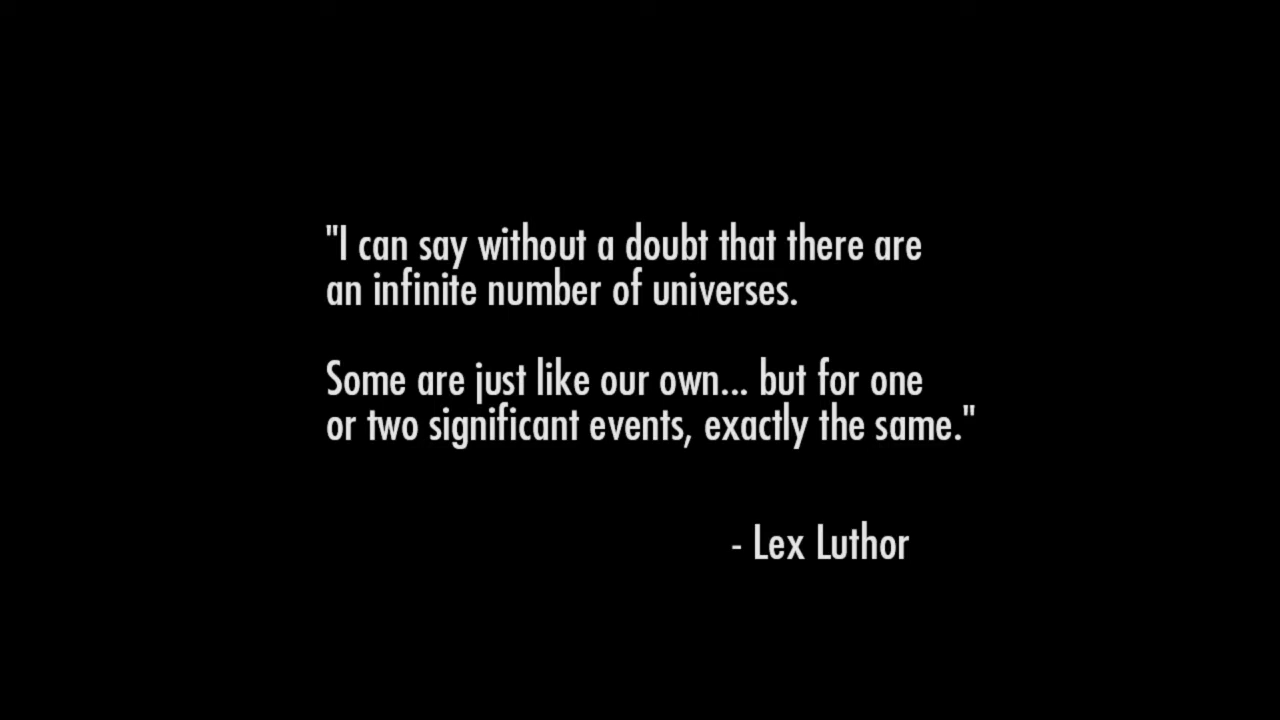 "I can say without a doubt that there are
an infinite number of universes.
Some are just like our own... but for one
or two significant events, exactly the same."
- Lex Luthor